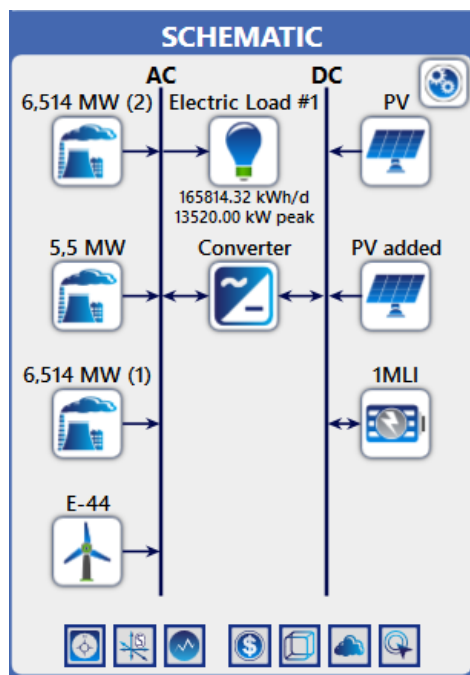 SCHEMATIC
AC DC
6,514 MW (2) Electric Load #1 PV
165814.32 kWh/d
13520.00 kW peak
5,5 MW Converter PV added
6,514 MW (1) 1MLI
E-44